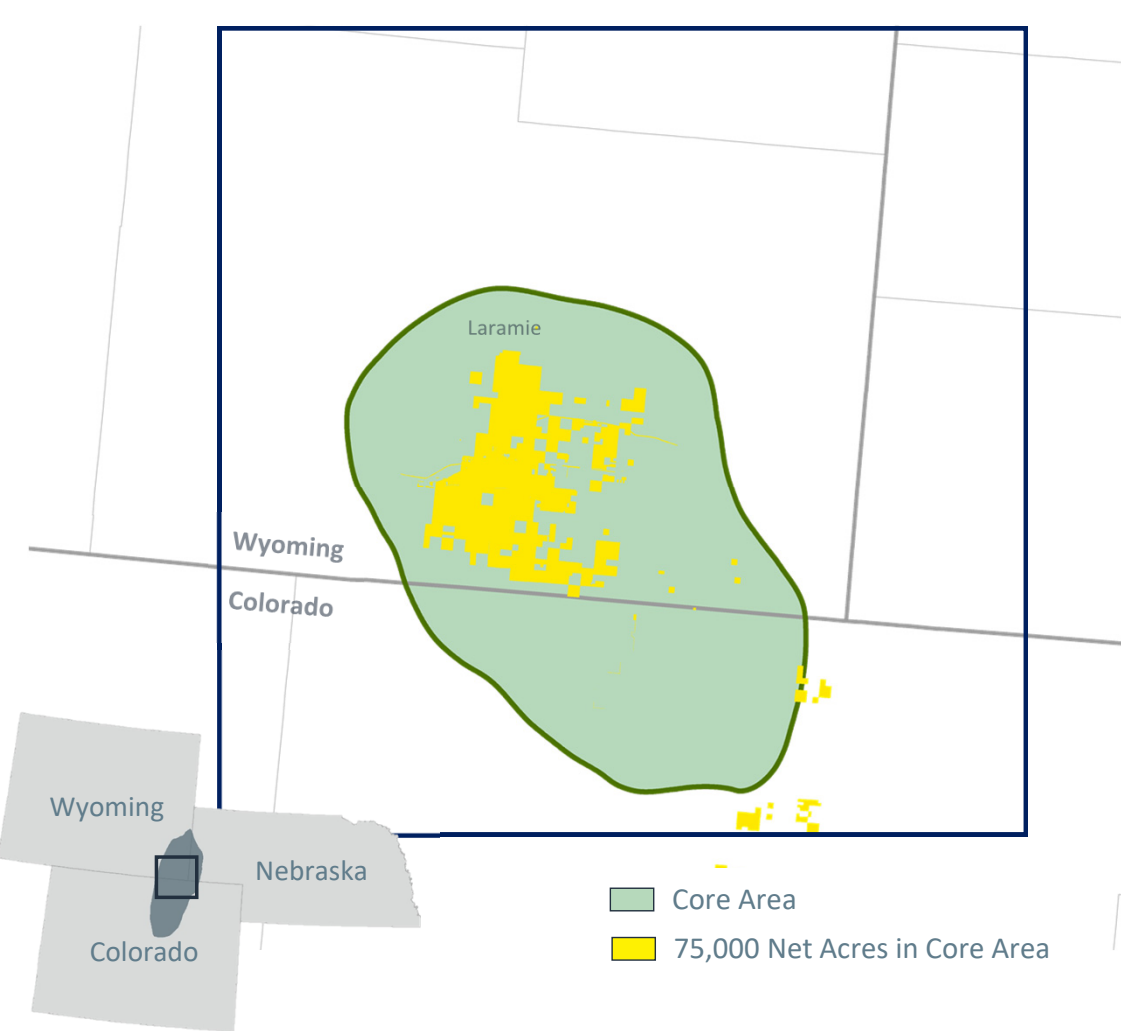 Laramie
Wyoming
Colorado
Wyoming
Nebraska
Colorado
Core Area
75,000 Net Acres in Core Area